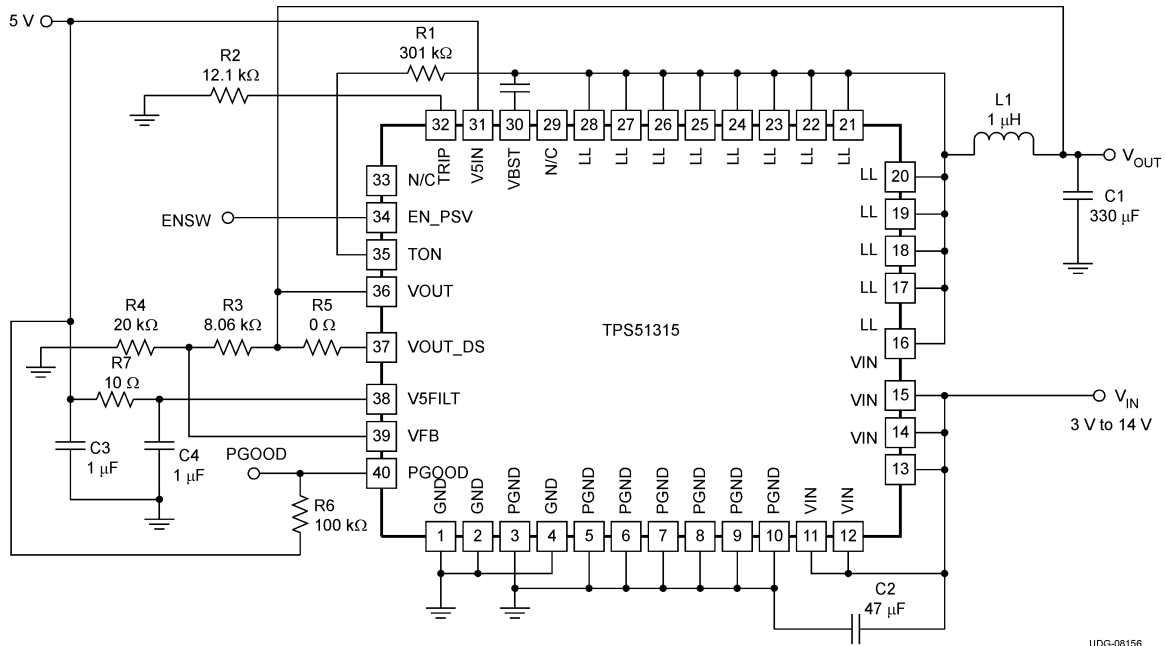 5 V
R1
301 kΩ
R2
12.1 kΩ
L1
1 μH
V_OUT
C1
330 μF
32 31 30 29 28 27 26 25 24 23 22 21
TRIP V5IN VBST N/C LL LL LL LL LL LL LL LL
33 N/C
ENSW 34 EN_PSV
35 TON
36 VOUT
R4
20 kΩ
R3
8.06 kΩ
R5
0 Ω
37 VOUT_DS
R7
10 Ω
38 V5FILT
39 VFB
PGOOD 40 PGOOD
C3
1 μF
C4
1 μF
R6
100 kΩ
TPS51315
LL 20
LL 19
LL 18
LL 17
LL 16
VIN
VIN 15
VIN 14
13
V_IN
3 V to 14 V
GND GND PGND GND PGND PGND PGND PGND PGND PGND VIN VIN
1 2 3 4 5 6 7 8 9 10 11 12
C2
47 μF
UDG-08156